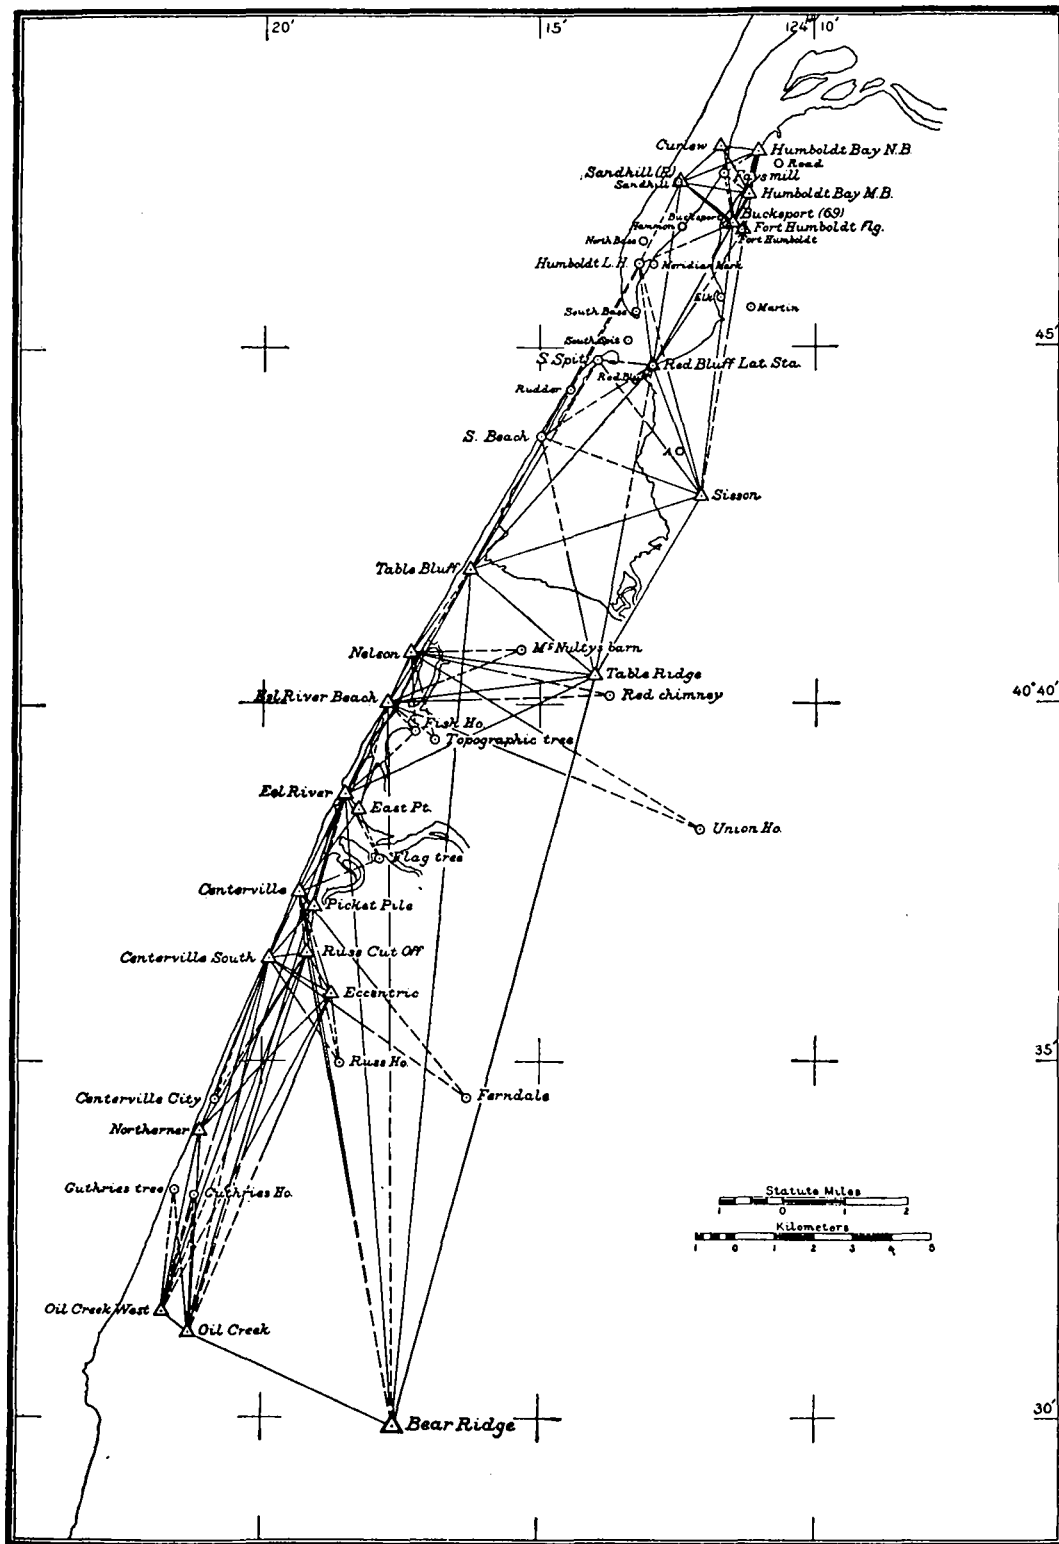 20′
15′
124° 10′
Curlew
Humboldt Bay N.B.
Road
Sandhill (R)
Sandhill
Faysmill
Humboldt Bay M.B.
Bucksport
Bucksport (69)
Hammon
Fort Humboldt flg.
North Base
Fort Humboldt
Humboldt L.H.
Meridian Mark
Elk
Martin
South Base
South Spit
45′
S. Spit
Red Bluff
Red Bluff Lat. Sta.
Rudder
S. Beach
Sisson
Table Bluff
Nelson
McNultys barn
Table Ridge
Eel River Beach
Red chimney
40° 40′
Fish Ho.
Topographic tree
Eel River
East Pt.
Union Ho.
Flag tree
Centerville
Picket Pile
Centerville South
Russ Cut Off
Eccentric
Russ Ho.
35′
Centerville City
Ferndale
Northerner
Guthries tree
Guthries Ho.
Statute Miles
1 0 1 2
Kilometers
1 0 1 2 3 4 5
Oil Creek West
Oil Creek
30′
Bear Ridge